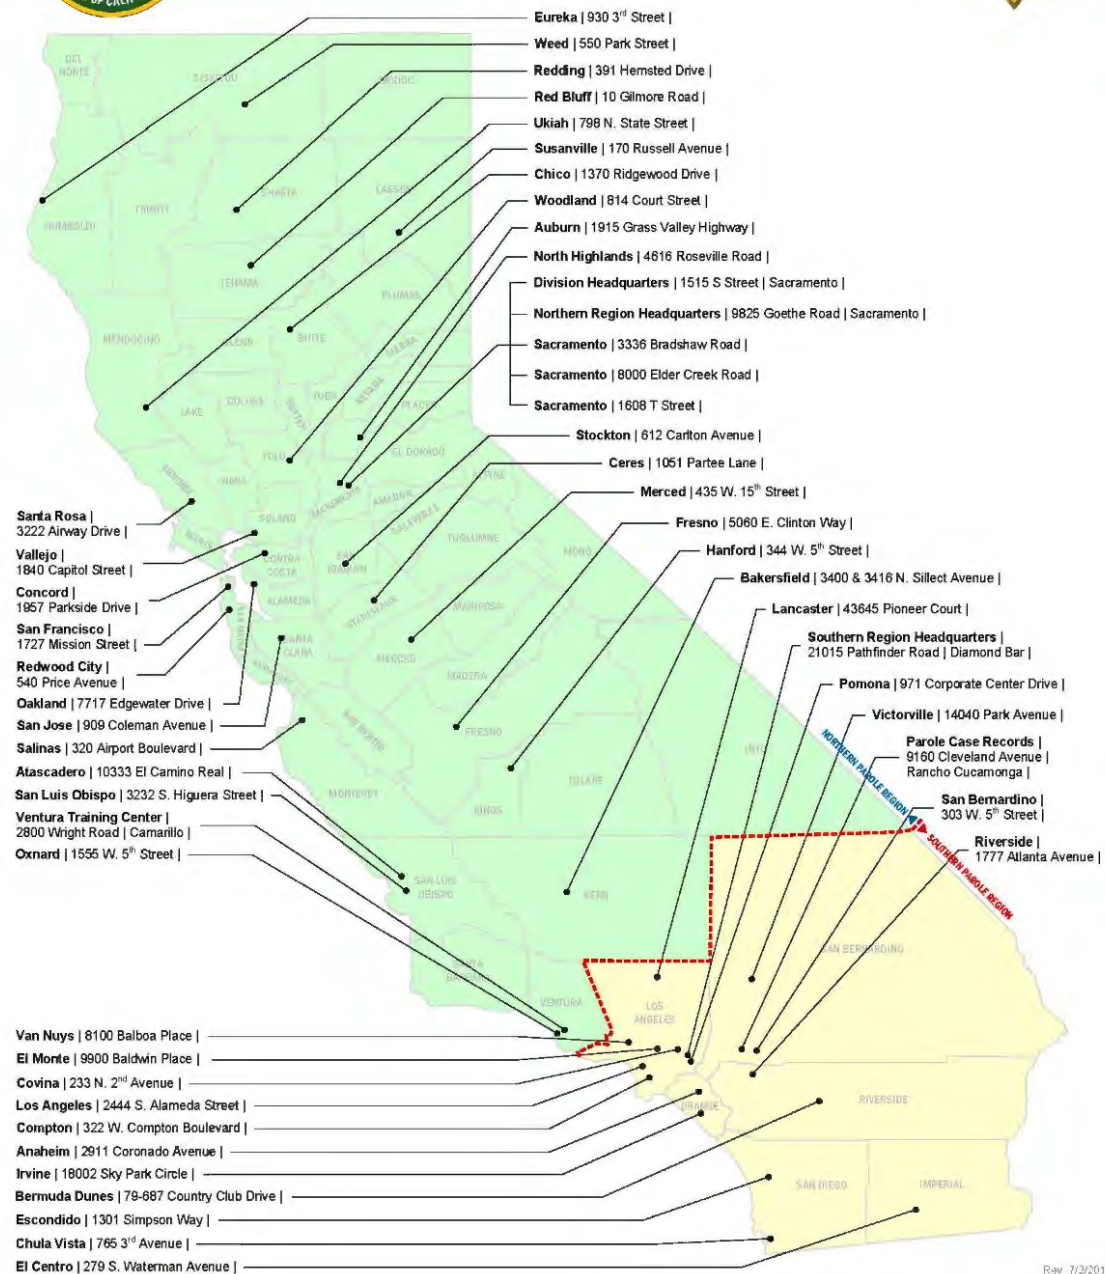 Eureka | 930 3rd Street |
Weed | 550 Park Street |
Redding | 391 Hemsted Drive |
Red Bluff | 10 Gilmore Road |
Ukiah | 798 N. State Street |
Susanville | 170 Russell Avenue |
Chico | 1370 Ridgewood Drive |
Woodland | 814 Court Street |
Auburn | 1915 Grass Valley Highway |
North Highlands | 4616 Roseville Road |
Division Headquarters | 1515 S Street | Sacramento |
Northern Region Headquarters | 9825 Goethe Road | Sacramento |
Sacramento | 3336 Bradshaw Road |
Sacramento | 8000 Elder Creek Road |
Sacramento | 1608 T Street |
Stockton | 612 Carlton Avenue |
Ceres | 1051 Partee Lane |
Merced | 435 W. 15th Street |
Fresno | 5060 E. Clinton Way |
Hanford | 344 W. 5th Street |
Bakersfield | 3400 & 3416 N. Sillect Avenue |
Lancaster | 43645 Pioneer Court |
Southern Region Headquarters |
21015 Pathfinder Road | Diamond Bar |
Pomona | 971 Corporate Center Drive |
Victorville | 14040 Park Avenue |
Parole Case Records |
9160 Cleveland Avenue |
Rancho Cucamonga |
San Bernardino |
303 W. 5th Street |
Riverside |
1777 Atlanta Avenue |
Santa Rosa |
3222 Airway Drive |
Vallejo |
1840 Capitol Street |
Concord |
1957 Parkside Drive |
San Francisco |
1727 Mission Street |
Redwood City |
540 Price Avenue |
Oakland | 7717 Edgewater Drive |
San Jose | 909 Coleman Avenue |
Salinas | 320 Airport Boulevard |
Atascadero | 10333 El Camino Real |
San Luis Obispo | 3232 S. Higuera Street |
Ventura Training Center |
2800 Wright Road | Camarillo |
Oxnard | 1555 W. 5th Street |
Van Nuys | 8100 Balboa Place |
El Monte | 9900 Baldwin Place |
Covina | 233 N. 2nd Avenue |
Los Angeles | 2444 S. Alameda Street |
Compton | 322 W. Compton Boulevard |
Anaheim | 2911 Coronado Avenue |
Irvine | 18002 Sky Park Circle |
Bermuda Dunes | 79-687 Country Club Drive |
Escondido | 1301 Simpson Way |
Chula Vista | 765 3rd Avenue |
El Centro | 279 S. Waterman Avenue |
NORTHERN PAROLE REGION
SOUTHERN PAROLE REGION
DEL
NORTE
SISKIYOU
MODOC
HUMBOLDT
TRINITY
SHASTA
LASSEN
TEHAMA
PLUMAS
MENDOCINO
GLENN
BUTTE
SIERRA
LAKE
COLUSA
SUTTER
YUBA
NEVADA
PLACER
YOLO
EL DORADO
SONOMA
NAPA
SACRAMENTO
ALPINE
AMADOR
SOLANO
CALAVERAS
MARIN
CONTRA
COSTA
SAN
JOAQUIN
TUOLUMNE
MONO
ALAMEDA
STANISLAUS
MARIPOSA
SAN MATEO
SANTA
CLARA
MERCED
MADERA
SAN BENITO
FRESNO
INYO
MONTEREY
KINGS
TULARE
SAN LUIS
OBISPO
KERN
SANTA
BARBARA
VENTURA
LOS
ANGELES
SAN BERNARDINO
ORANGE
RIVERSIDE
SAN DIEGO
IMPERIAL